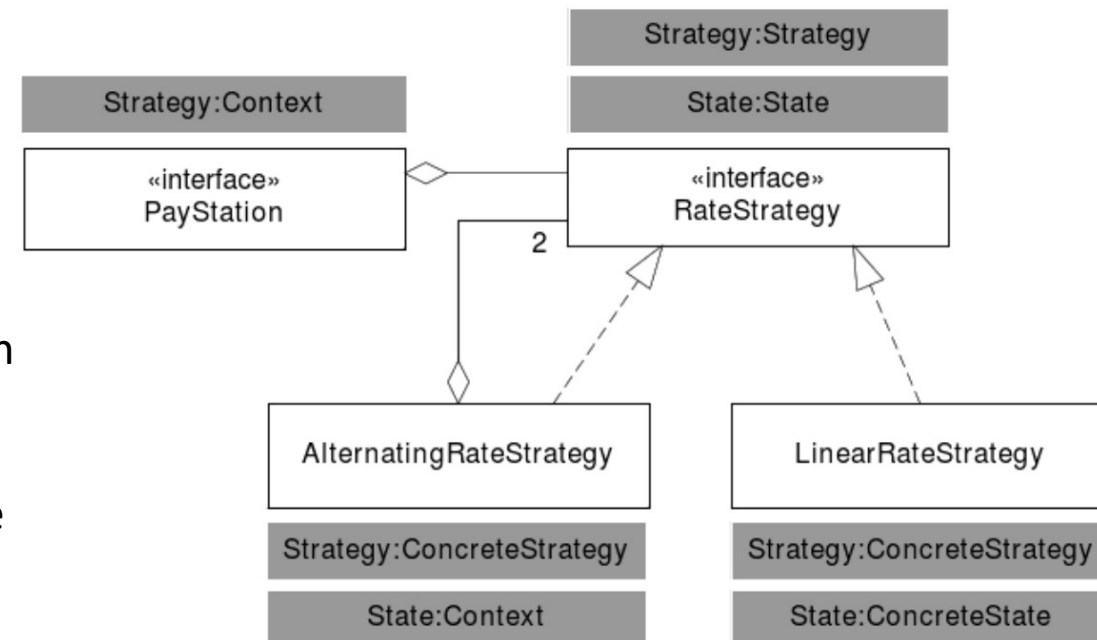 Strategy:Strategy
Strategy:Context
State:State
«interface»
PayStation
«interface»
RateStrategy
2
AlternatingRateStrategy
LinearRateStrategy
Strategy:ConcreteStrategy
Strategy:ConcreteStrategy
State:Context
State:ConcreteState